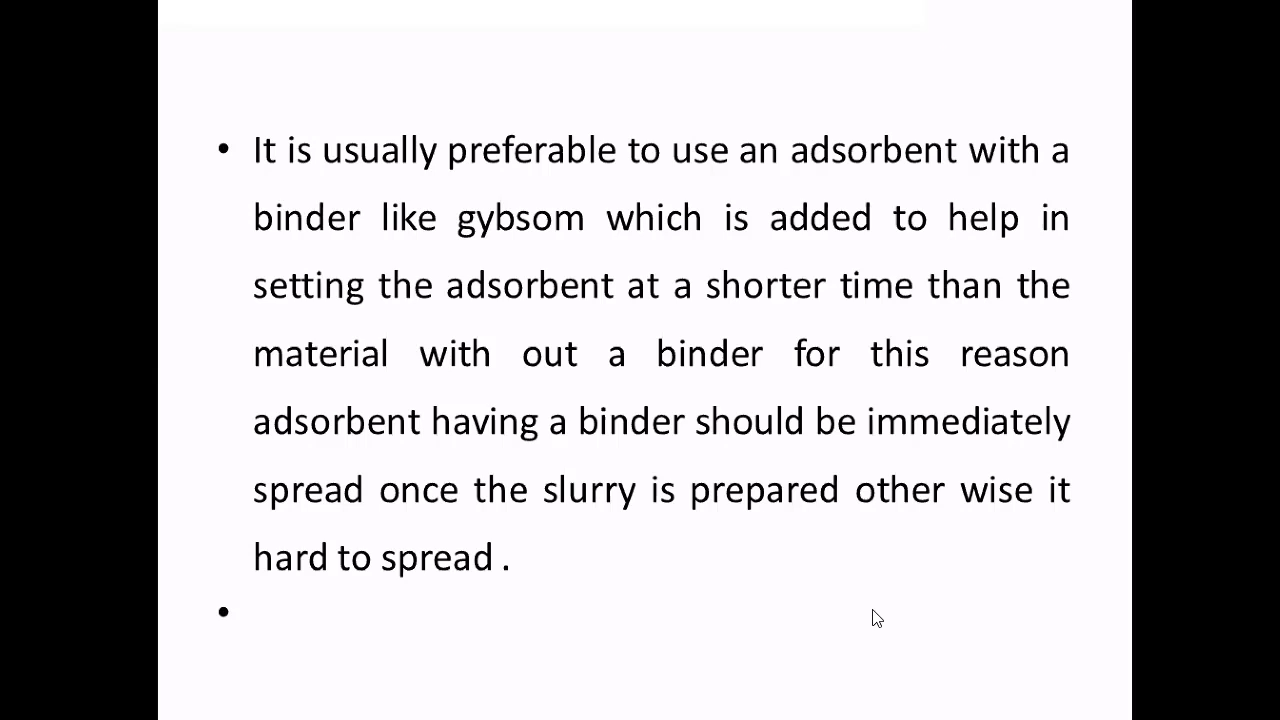 • It is usually preferable to use an adsorbent with a
binder like gybsom which is added to help in
setting the adsorbent at a shorter time than the
material with out a binder for this reason
adsorbent having a binder should be immediately
spread once the slurry is prepared other wise it
hard to spread .
•